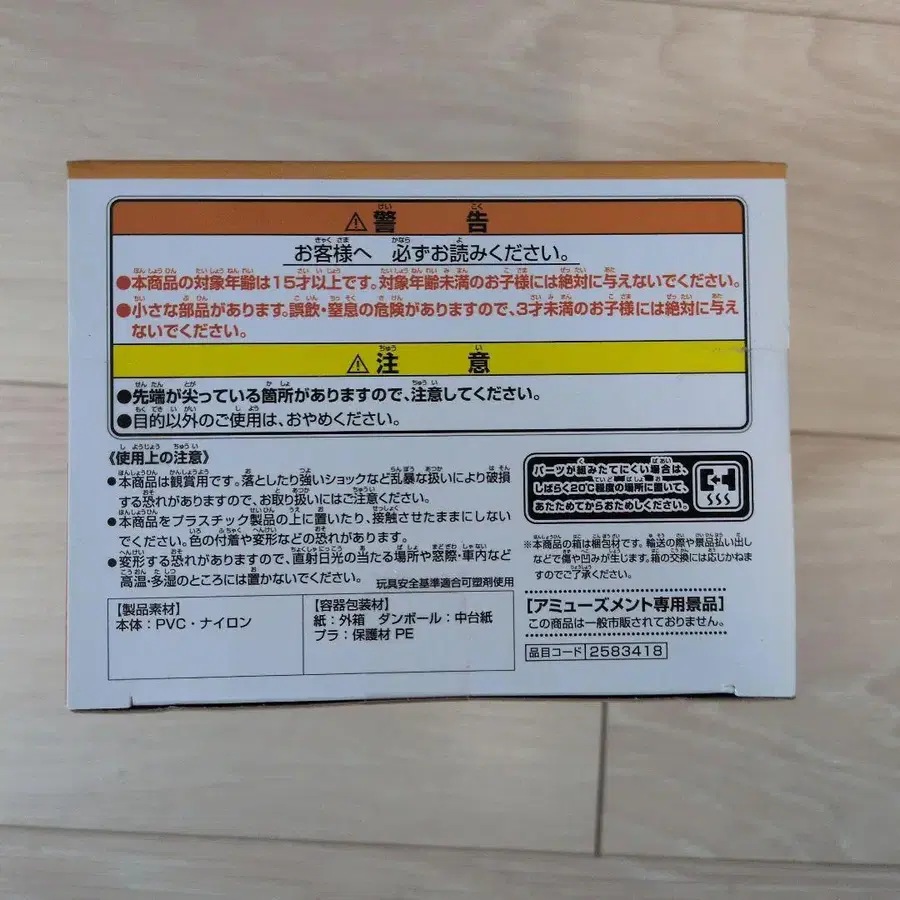 ⚠警告
お客様へ 必ずお読みください。
●本商品の対象年齢は15才以上です。対象年齢未満のお子様には絶対に与えないでください。
●小さな部品があります。誤飲・窒息の危険がありますので、3才未満のお子様には絶対に与え
ないでください。
⚠注意
●先端が尖っている箇所がありますので、注意してください。
●目的以外のご使用は、おやめください。
《使用上の注意》
●本商品は観賞用です。落としたり強いショックなど乱暴な扱いにより破損
する恐れがありますので、お取り扱いにはご注意ください。
●本商品をプラスチック製品の上に置いたり、接触させたままにしない
でください。色の付着や変形などの恐れがあります。
●変形する恐れがありますので、直射日光の当たる場所や窓際・車内など
高温・多湿のところには置かないでください。
玩具安全基準適合可塑剤使用
パーツが組みたてにくい場合は、
しばらく20℃程度の場所に置いて、
あたためてからおためしください。
※本商品の箱は梱包材です。輸送の際や景品払い出し
などで傷や凹みが生じます。箱の交換には応じかねま
すのでご了承ください。
【製品素材】
本体:PVC・ナイロン
【容器包装材】
紙:外箱 ダンボール:中台紙
プラ:保護材 PE
【アミューズメント専用景品】
この商品は一般市販されておりません。
品目コード 2583418